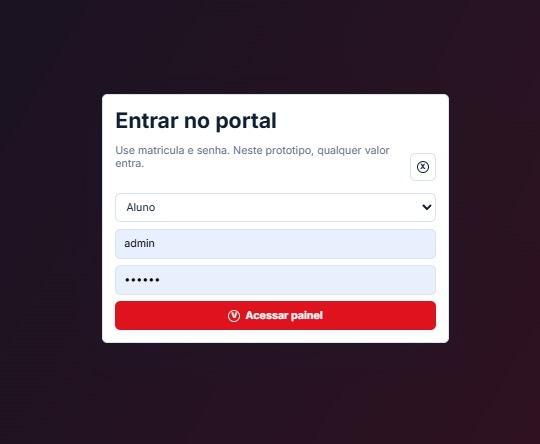 Entrar no portal
Use matricula e senha. Neste prototipo, qualquer valor
entra.
X
Aluno
admin
••••••
V Acessar painel